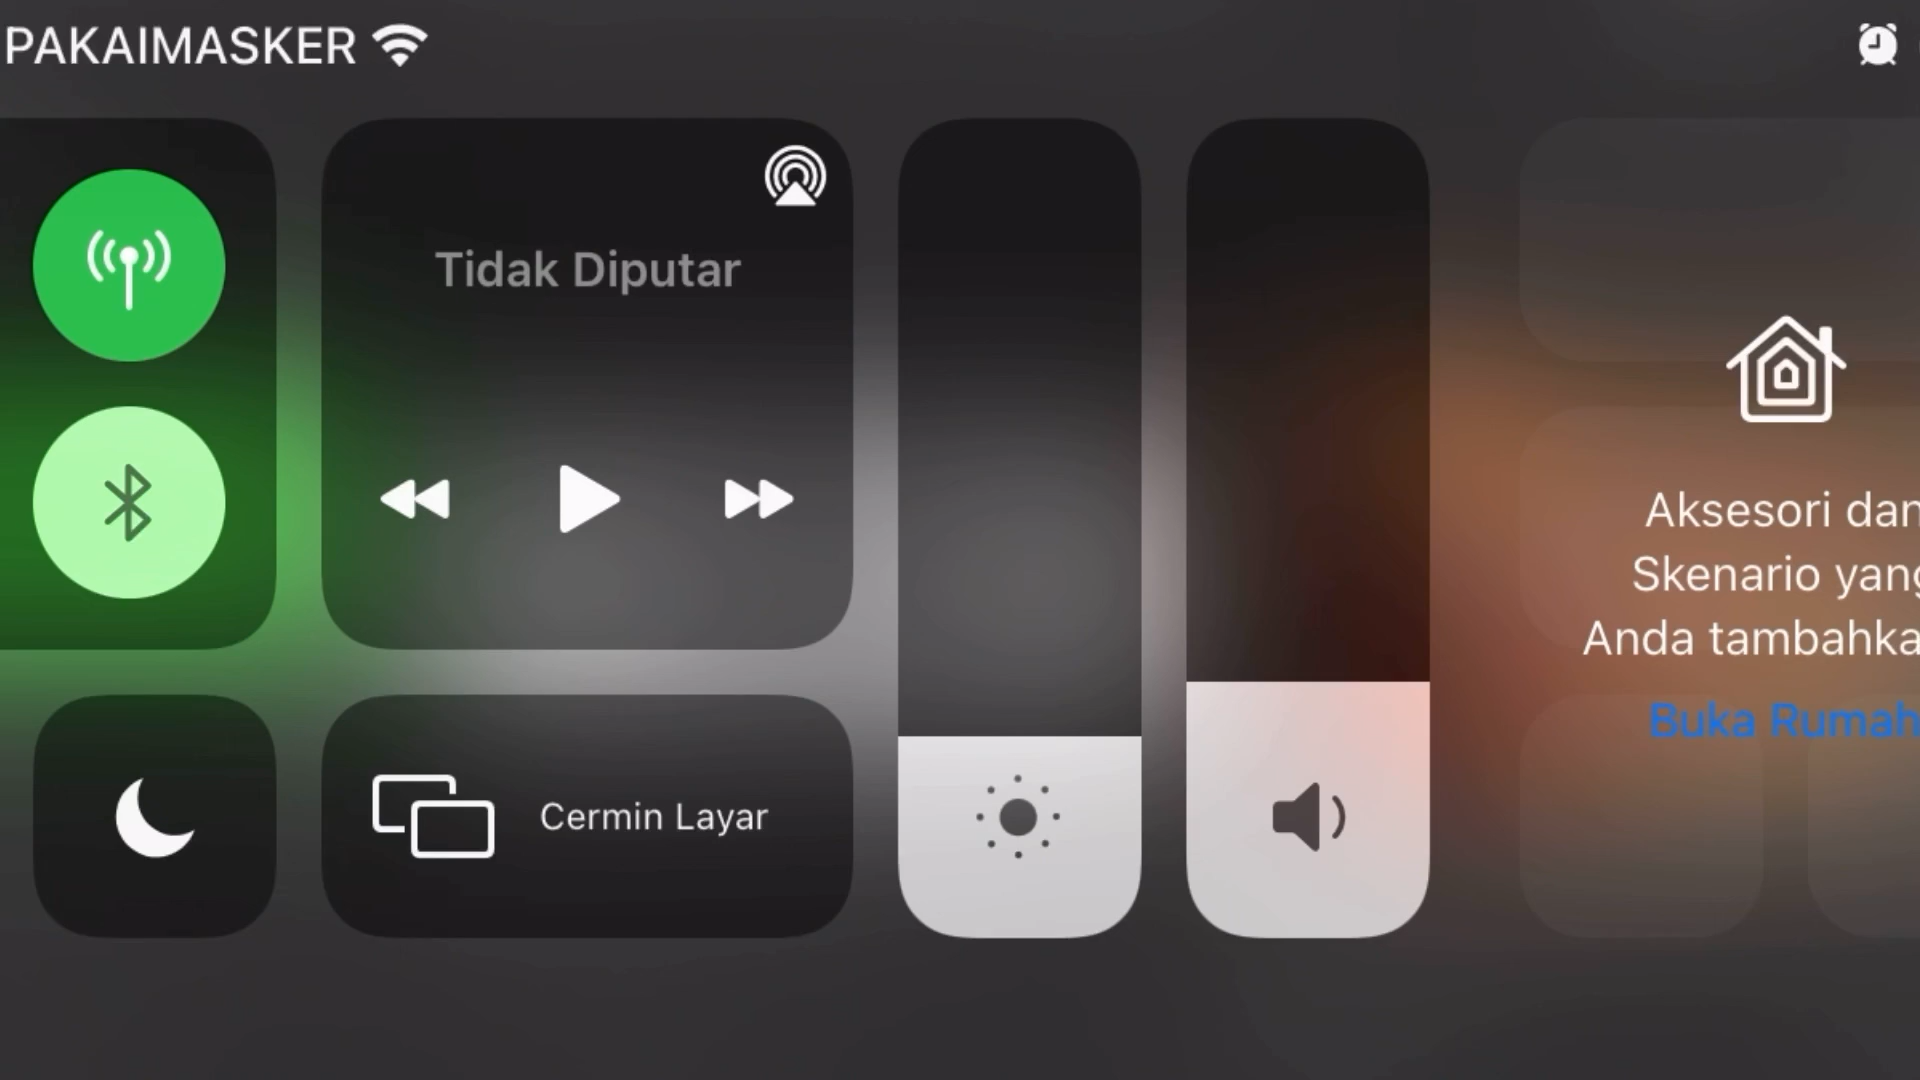 PAKAIMASKER
Tidak Diputar
Cermin Layar
Aksesori dan
Skenario yang
Anda tambahka
Buka Rumah